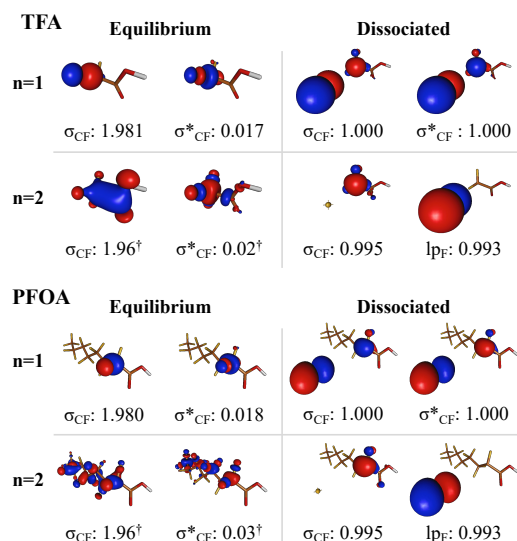 TFA
Equilibrium Dissociated
n=1
σCF: 1.981 σ*CF: 0.017 σCF: 1.000 σ*CF: 1.000
n=2
σCF: 1.96† σ*CF: 0.02† σCF: 0.995 lpF: 0.993
PFOA
Equilibrium Dissociated
n=1
σCF: 1.980 σ*CF: 0.018 σCF: 1.000 σ*CF: 1.000
n=2
σCF: 1.96† σ*CF: 0.03† σCF: 0.995 lpF: 0.993